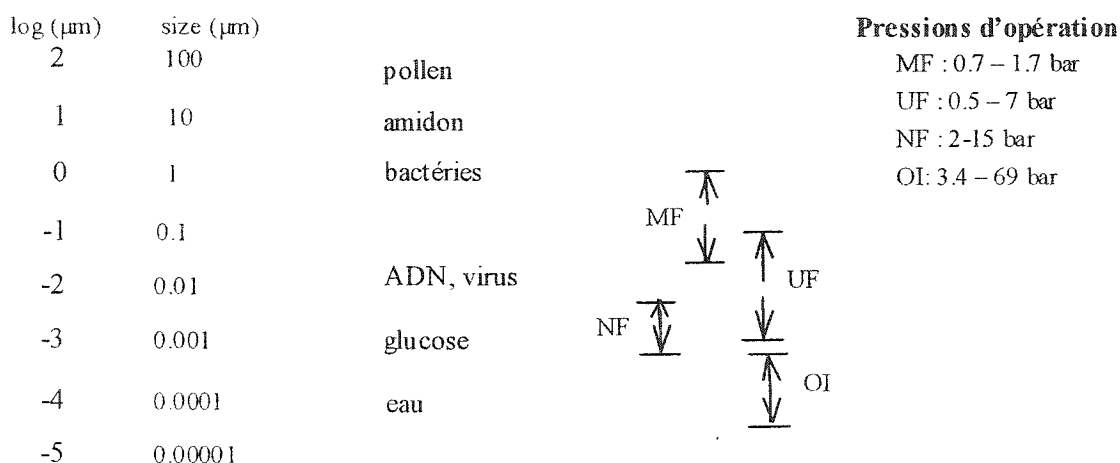 log (µm) size (µm)
2 100 pollen
1 10 amidon
0 1 bactéries
-1 0.1
-2 0.01 ADN, virus
-3 0.001 glucose
-4 0.0001 eau
-5 0.00001
MF
UF
NF
OI
Pressions d'opération
MF : 0.7 – 1.7 bar
UF : 0.5 – 7 bar
NF : 2-15 bar
OI: 3.4 – 69 bar